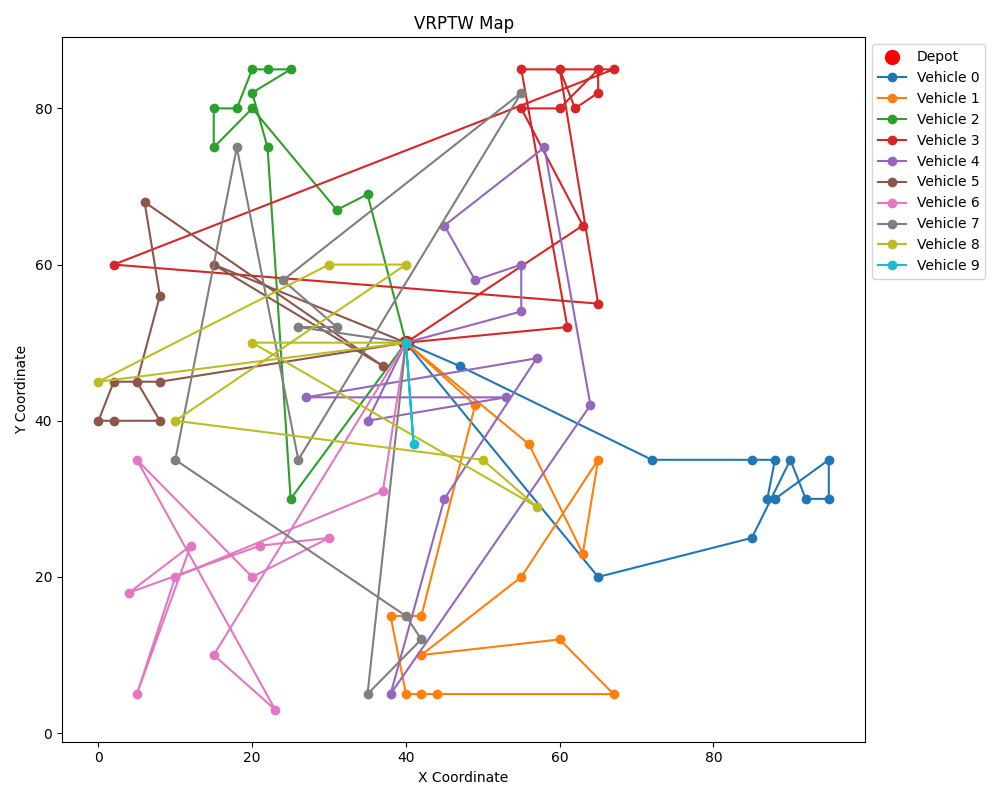 VRPTW Map
Depot
Vehicle 0
Vehicle 1
Vehicle 2
Vehicle 3
Vehicle 4
Vehicle 5
Vehicle 6
Vehicle 7
Vehicle 8
Vehicle 9
Y Coordinate
80
60
40
20
0
0 20 40 60 80
X Coordinate